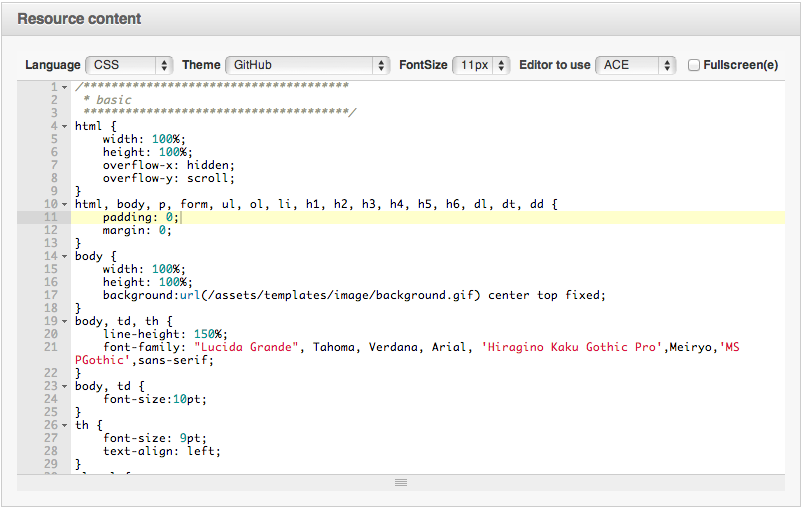 Resource content
Language CSS Theme GitHub FontSize 11px Editor to use ACE Fullscreen(e)
1 /**************************************
2 * basic
3 **************************************/
4 html {
5 width: 100%;
6 height: 100%;
7 overflow-x: hidden;
8 overflow-y: scroll;
9 }
10 html, body, p, form, ul, ol, li, h1, h2, h3, h4, h5, h6, dl, dt, dd {
11 padding: 0;
12 margin: 0;
13 }
14 body {
15 width: 100%;
16 height: 100%;
17 background:url(/assets/templates/image/background.gif) center top fixed;
18 }
19 body, td, th {
20 line-height: 150%;
21 font-family: "Lucida Grande", Tahoma, Verdana, Arial, 'Hiragino Kaku Gothic Pro',Meiryo,'MS
PGothic',sans-serif;
22 }
23 body, td {
24 font-size:10pt;
25 }
26 th {
27 font-size: 9pt;
28 text-align: left;
29 }